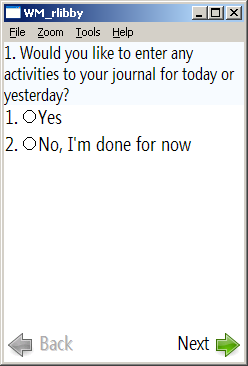 WM_rlibby
File Zoom Tools Help
1. Would you like to enter any
activities to your journal for today or
yesterday?
1. Yes
2. No, I'm done for now
Back Next